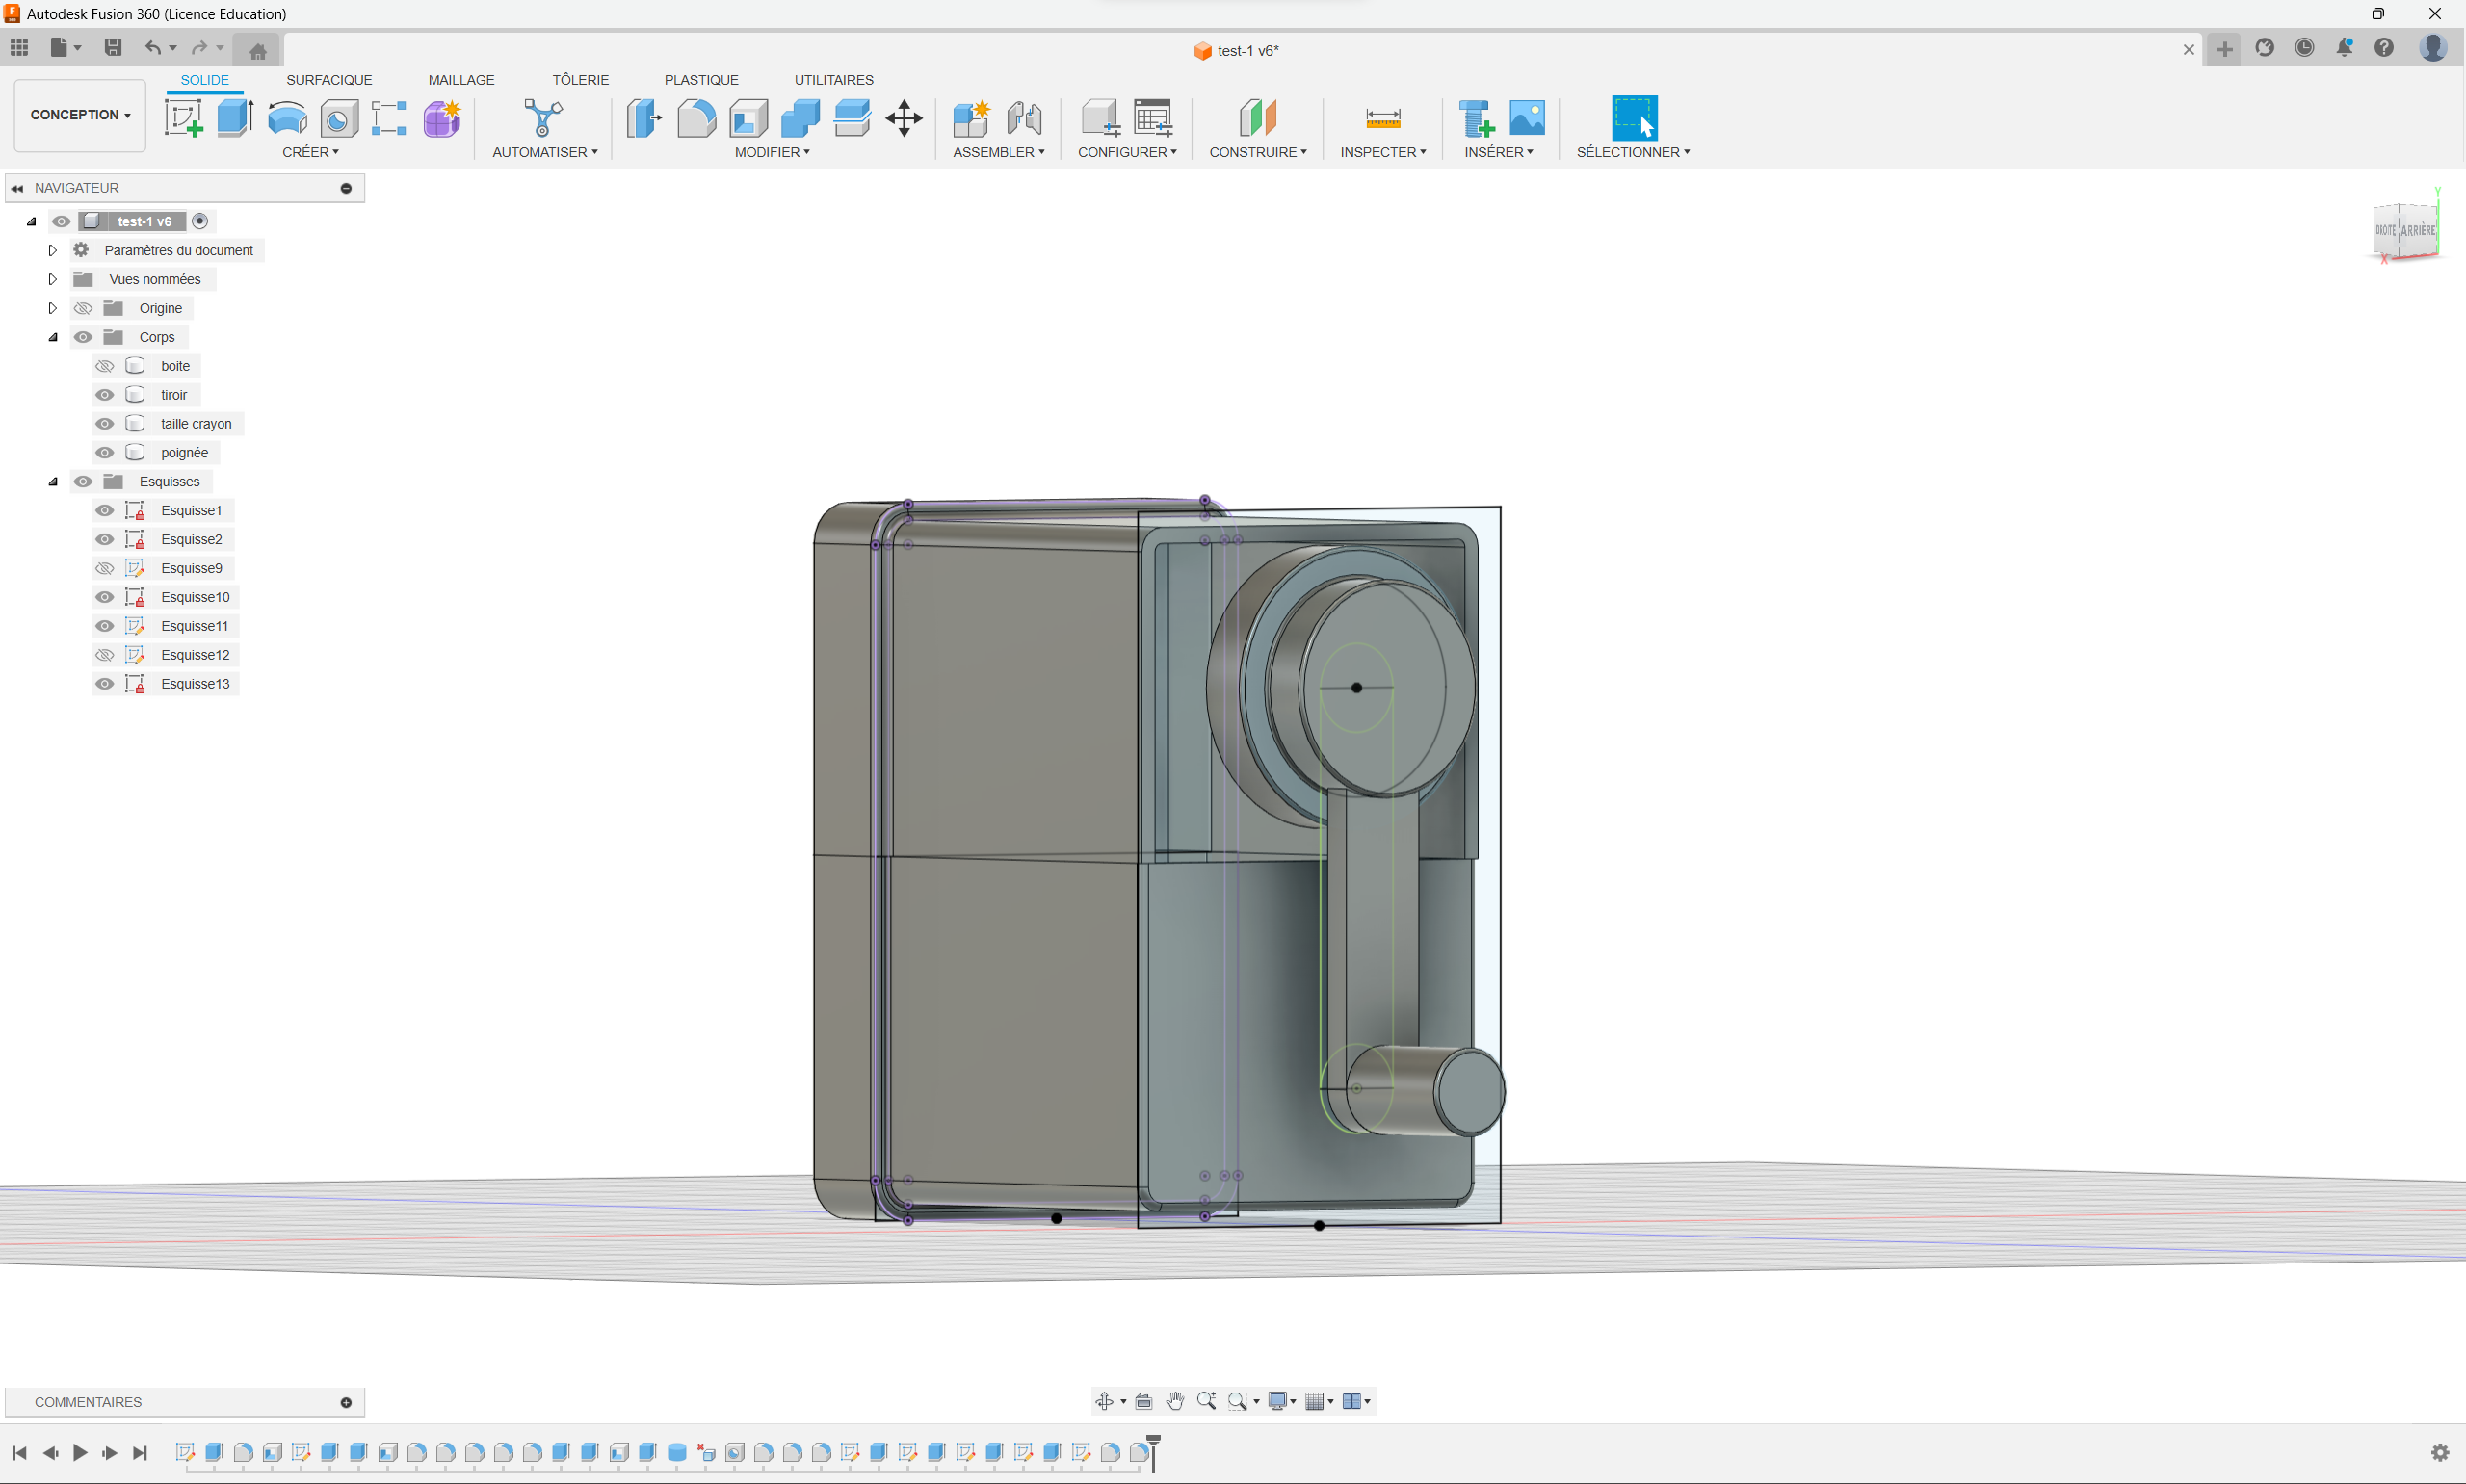 Autodesk Fusion 360 (Licence Education)
test-1 v6*
SOLIDE SURFACIQUE MAILLAGE TÔLERIE PLASTIQUE UTILITAIRES
CONCEPTION
CRÉER AUTOMATISER MODIFIER ASSEMBLER CONFIGURER CONSTRUIRE INSPECTER INSÉRER SÉLECTIONNER
NAVIGATEUR
test-1 v6
Paramètres du document
Vues nommées
Origine
Corps
boite
tiroir
taille crayon
poignée
Esquisses
Esquisse1
Esquisse2
Esquisse9
Esquisse10
Esquisse11
Esquisse12
Esquisse13
Y
DROITE ARRIÈRE
X
COMMENTAIRES